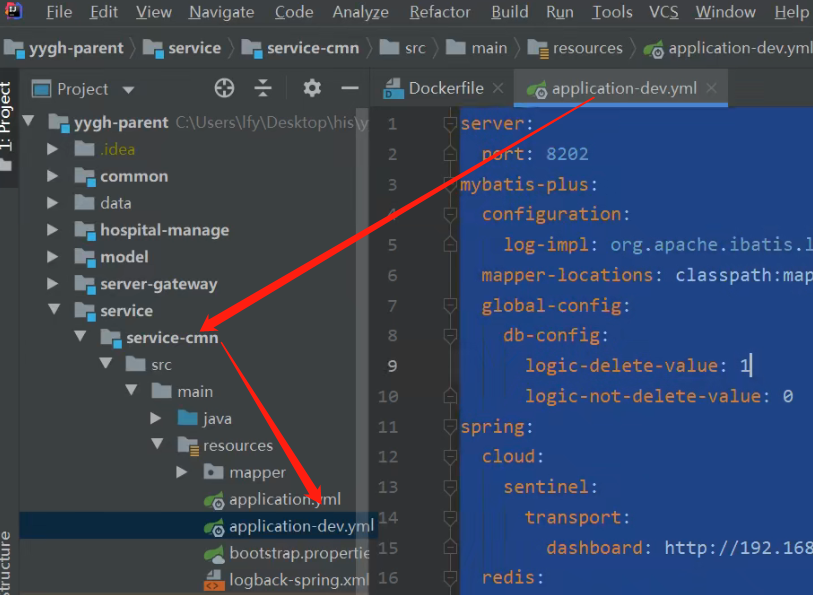 File Edit View Navigate Code Analyze Refactor Build Run Tools VCS Window Help
yygh-parent service service-cmn src main resources application-dev.yml
1: Project
Project
Dockerfile application-dev.yml
yygh-parent C:\Users\lfy\Desktop\his\y
.idea
common
data
hospital-manage
model
server-gateway
service
service-cmn
src
main
java
resources
mapper
application.yml
application-dev.yml
bootstrap.propertie
logback-spring.xml
Structure
1 server:
2 port: 8202
3 mybatis-plus:
4 configuration:
5 log-impl: org.apache.ibatis.l
6 mapper-locations: classpath:map
7 global-config:
8 db-config:
9 logic-delete-value: 1
10 logic-not-delete-value: 0
11 spring:
12 cloud:
13 sentinel:
14 transport:
15 dashboard: http://192.168
16 redis: